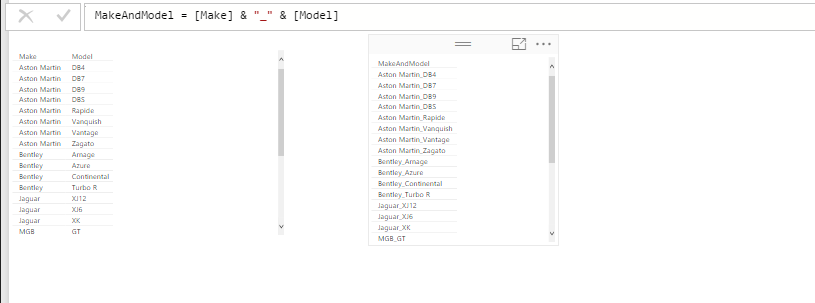 MakeAndModel = [Make] & "_" & [Model]
Make Model
Aston Martin DB4
Aston Martin DB7
Aston Martin DB9
Aston Martin DB5
Aston Martin Rapide
Aston Martin Vanquish
Aston Martin Vantage
Aston Martin Zagato
Bentley Arnage
Bentley Azure
Bentley Continental
Bentley Turbo R
Jaguar XJ12
Jaguar XJ6
Jaguar XK
MGB GT
MakeAndModel
Aston Martin_DB4
Aston Martin_DB7
Aston Martin_DB9
Aston Martin_DB5
Aston Martin_Rapide
Aston Martin_Vanquish
Aston Martin_Vantage
Aston Martin_Zagato
Bentley_Arnage
Bentley_Azure
Bentley_Continental
Bentley_Turbo R
Jaguar_XJ12
Jaguar_XJ6
Jaguar_XK
MGB_GT